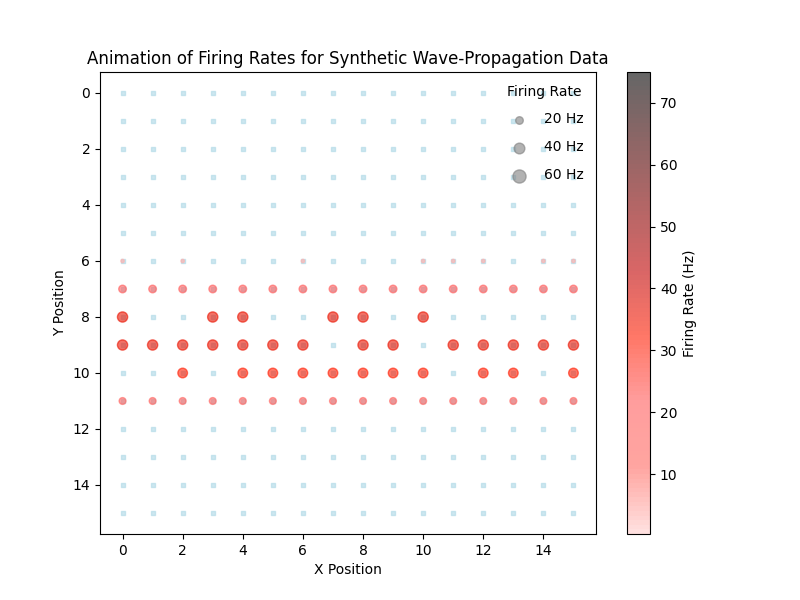 Animation of Firing Rates for Synthetic Wave-Propagation Data
Firing Rate
20 Hz
40 Hz
60 Hz
0
2
4
6
8
10
12
14
Y Position
0 2 4 6 8 10 12 14
X Position
70
60
50
40
30
20
10
Firing Rate (Hz)